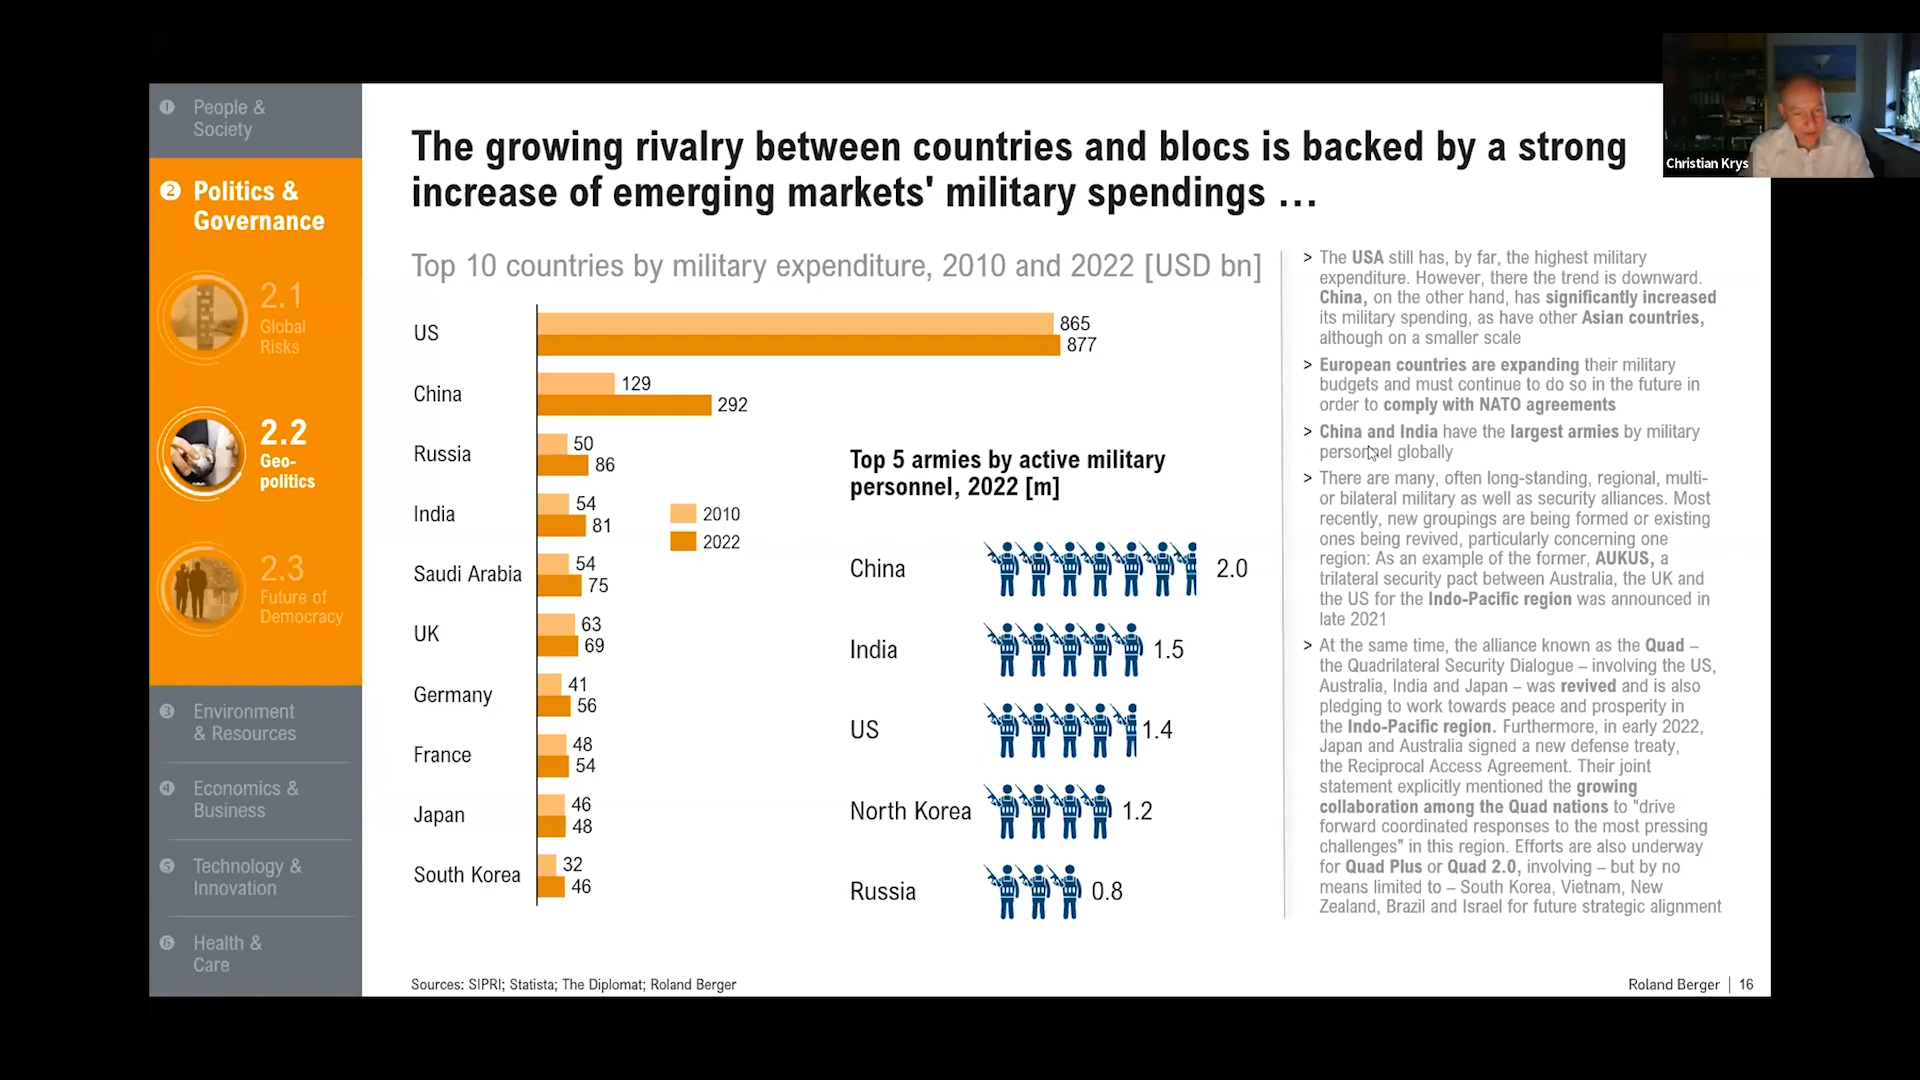 1 People &
Society
2 Politics &
Governance
2.1
Global
Risks
2.2
Geo-
politics
2.3
Future of
Democracy
3 Environment
& Resources
4 Economics &
Business
5 Technology &
Innovation
6 Health &
Care
The growing rivalry between countries and blocs is backed by a strong
increase of emerging markets' military spendings …
Top 10 countries by military expenditure, 2010 and 2022 [USD bn]
US
865
877
China
129
292
Russia
50
86
India
54
81
Saudi Arabia
54
75
UK
63
69
Germany
41
56
France
48
54
Japan
46
48
South Korea
32
46
2010
2022
Top 5 armies by active military
personnel, 2022 [m]
China 2.0
India 1.5
US 1.4
North Korea 1.2
Russia 0.8
> The USA still has, by far, the highest military
expenditure. However, there the trend is downward.
China, on the other hand, has significantly increased
its military spending, as have other Asian countries,
although on a smaller scale
> European countries are expanding their military
budgets and must continue to do so in the future in
order to comply with NATO agreements
> China and India have the largest armies by military
personnel globally
> There are many, often long-standing, regional, multi-
or bilateral military as well as security alliances. Most
recently, new groupings are being formed or existing
ones being revived, particularly concerning one
region: As an example of the former, AUKUS, a
trilateral security pact between Australia, the UK and
the US for the Indo-Pacific region was announced in
late 2021
> At the same time, the alliance known as the Quad –
the Quadrilateral Security Dialogue – involving the US,
Australia, India and Japan – was revived and is also
pledging to work towards peace and prosperity in
the Indo-Pacific region. Furthermore, in early 2022,
Japan and Australia signed a new defense treaty,
the Reciprocal Access Agreement. Their joint
statement explicitly mentioned the growing
collaboration among the Quad nations to "drive
forward coordinated responses to the most pressing
challenges" in this region. Efforts are also underway
for Quad Plus or Quad 2.0, involving – but by no
means limited to – South Korea, Vietnam, New
Zealand, Brazil and Israel for future strategic alignment
Sources: SIPRI; Statista; The Diplomat; Roland Berger
Roland Berger | 16
Christian Krys